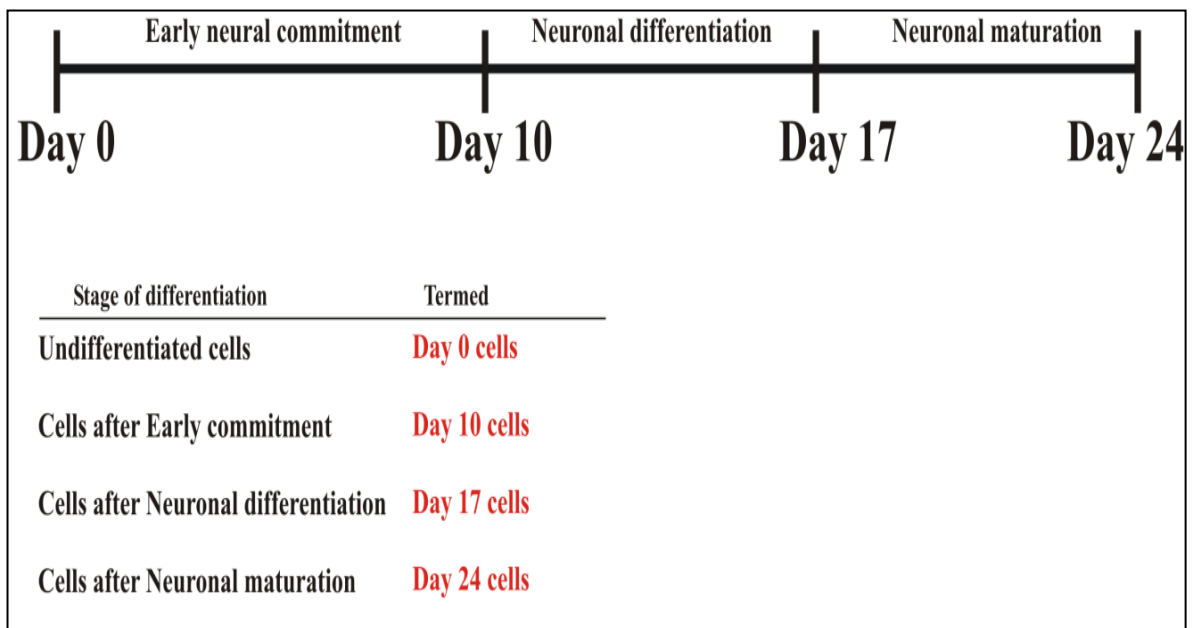 Early neural commitment Neuronal differentiation Neuronal maturation
Day 0 Day 10 Day 17 Day 24
Stage of differentiation Termed
Undifferentiated cells Day 0 cells
Cells after Early commitment Day 10 cells
Cells after Neuronal differentiation Day 17 cells
Cells after Neuronal maturation Day 24 cells